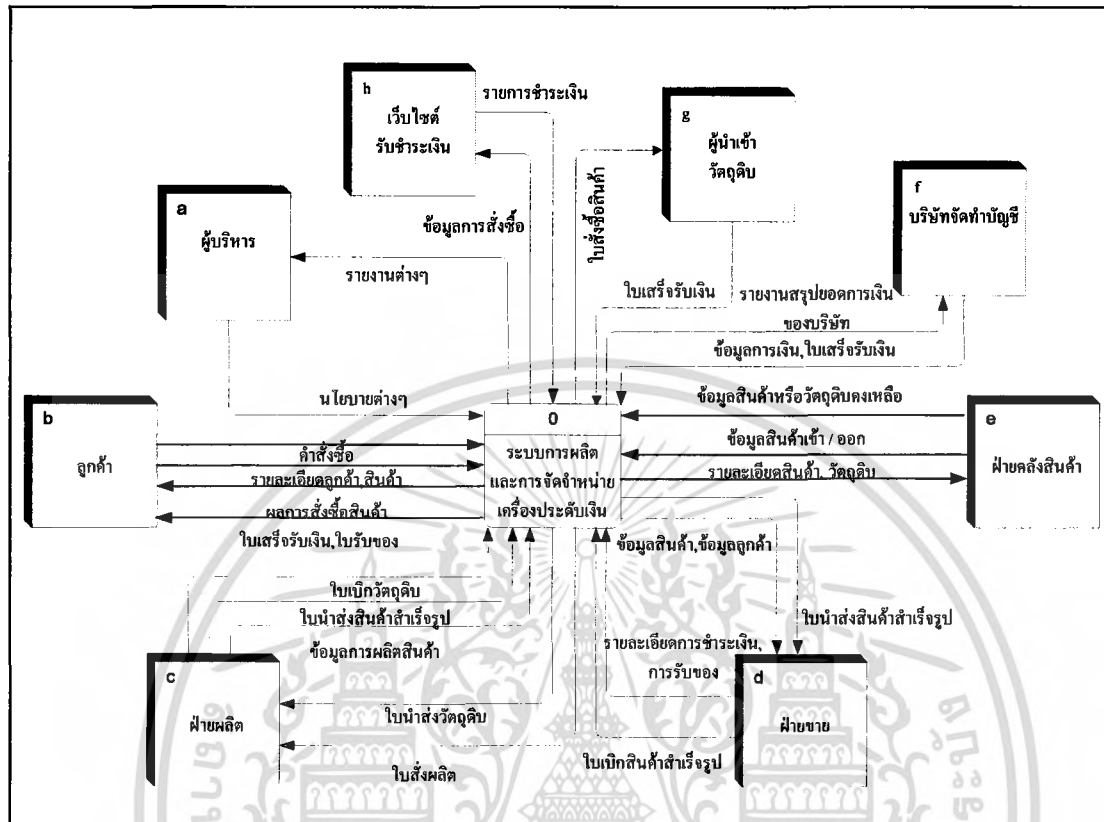 h
เว็บไซต์
รับชำระเงิน
รายการชำระเงิน
g
ผู้นำเข้า
วัตถุดิบ
f
บริษัทจัดทำบัญชี
a
ผู้บริหาร
ข้อมูลการสั่งซื้อ
ใบสั่งซื้อสินค้า
รายงานต่างๆ
ใบเสร็จรับเงิน
รายงานสรุปยอดการเงิน
ของบริษัท
ข้อมูลการเงิน,ใบเสร็จรับเงิน
นโยบายต่างๆ
ข้อมูลสินค้าหรือวัตถุดิบคงเหลือ
b
ลูกค้า
0
ระบบการผลิต
และการจัดจำหน่าย
เครื่องประดับเงิน
e
ฝ่ายคลังสินค้า
คำสั่งซื้อ
ข้อมูลสินค้าเข้า / ออก
รายละเอียดลูกค้า,สินค้า
รายละเอียดสินค้า, วัตถุดิบ
ผลการสั่งซื้อสินค้า
ใบเสร็จรับเงิน,ใบรับของ
ข้อมูลสินค้า,ข้อมูลลูกค้า
ใบเบิกวัตถุดิบ
ใบนำส่งสินค้าสำเร็จรูป
ข้อมูลการผลิตสินค้า
ใบนำส่งสินค้าสำเร็จรูป
รายละเอียดการชำระเงิน,
การรับของ
c
ฝ่ายผลิต
d
ฝ่ายขาย
ใบนำส่งวัตถุดิบ
ใบสั่งผลิต
ใบเบิกสินค้าสำเร็จรูป